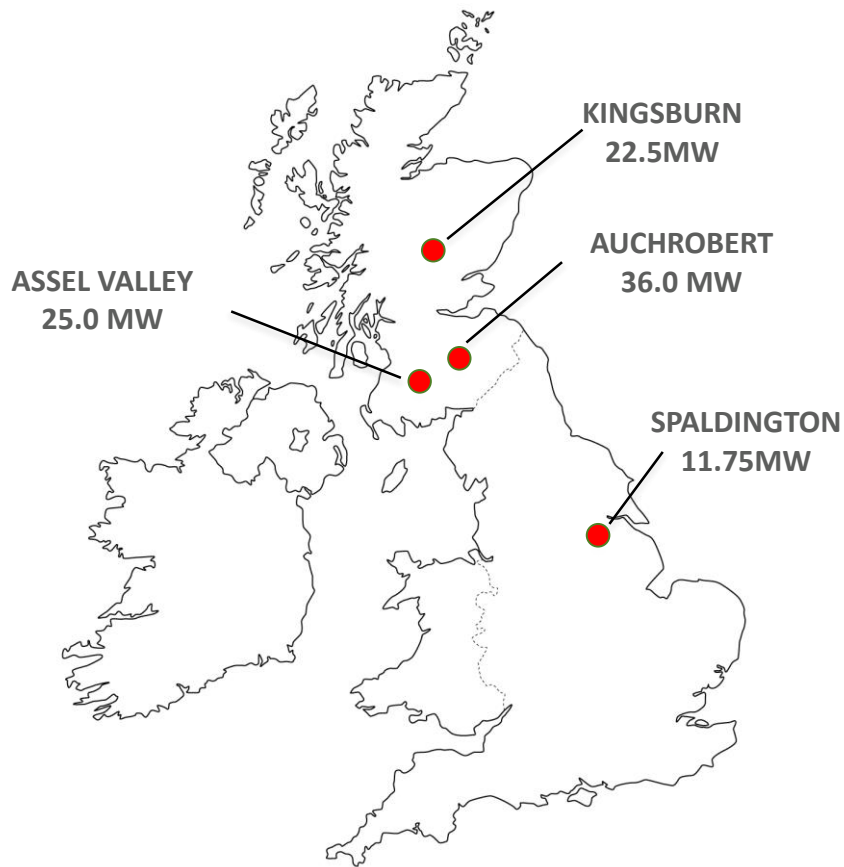 KINGSBURN
22.5MW
AUCHROBERT
36.0 MW
ASSEL VALLEY
25.0 MW
SPALDINGTON
11.75MW